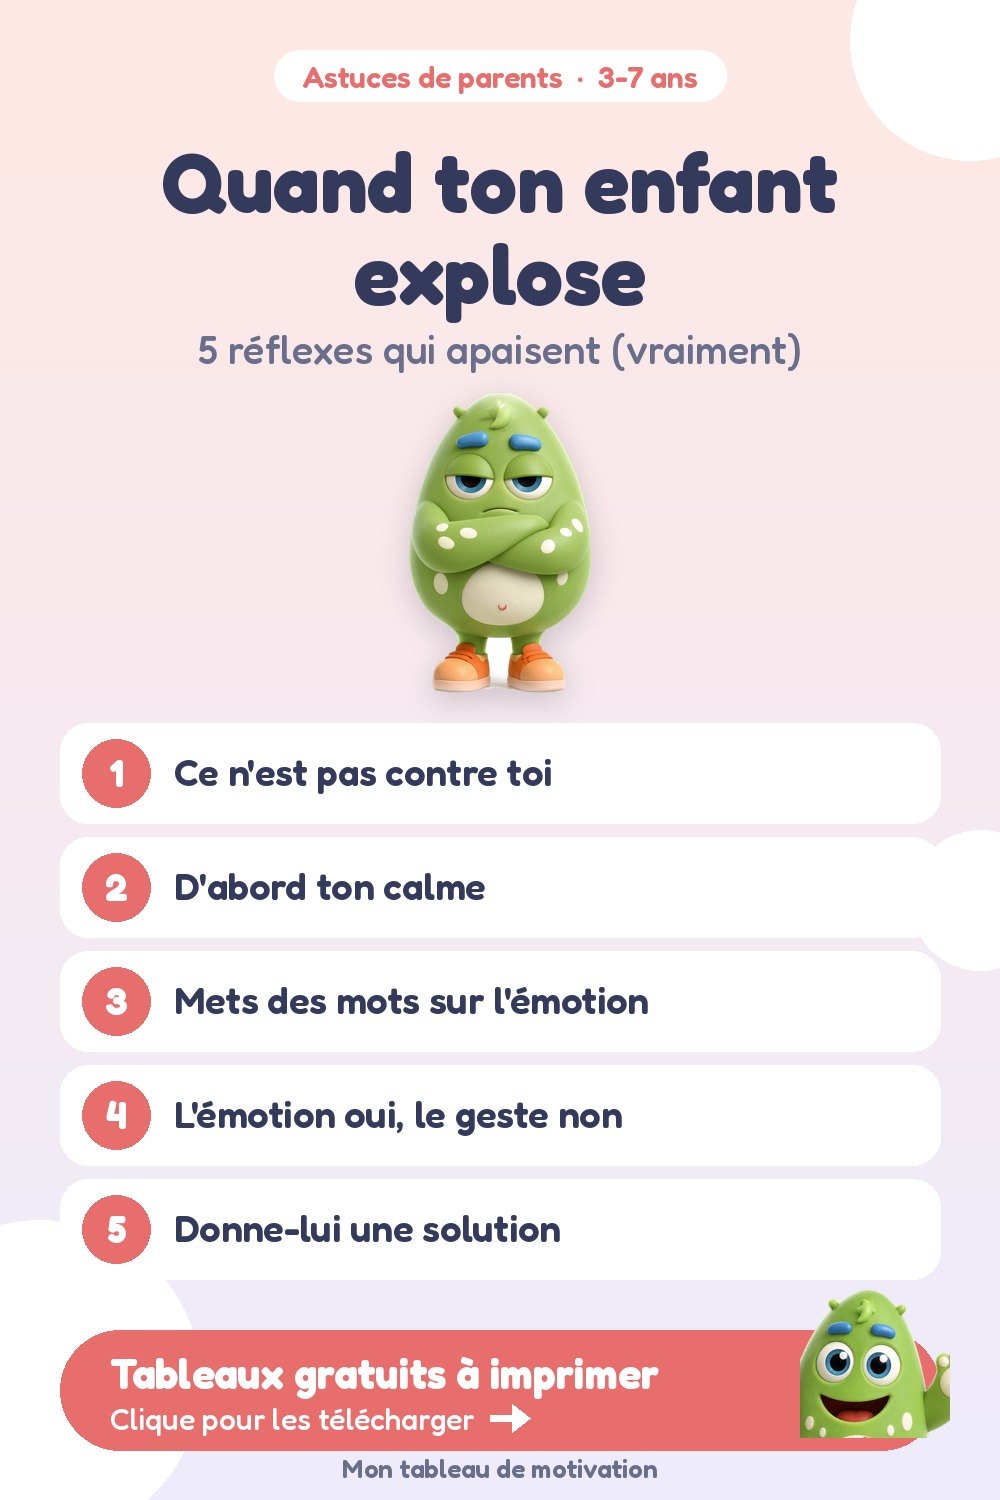 Astuces de parents · 3-7 ans
Quand ton enfant
explose
5 réflexes qui apaisent (vraiment)
1 Ce n'est pas contre toi
2 D'abord ton calme
3 Mets des mots sur l'émotion
4 L'émotion oui, le geste non
5 Donne-lui une solution
Tableaux gratuits à imprimer
Clique pour les télécharger →
Mon tableau de motivation